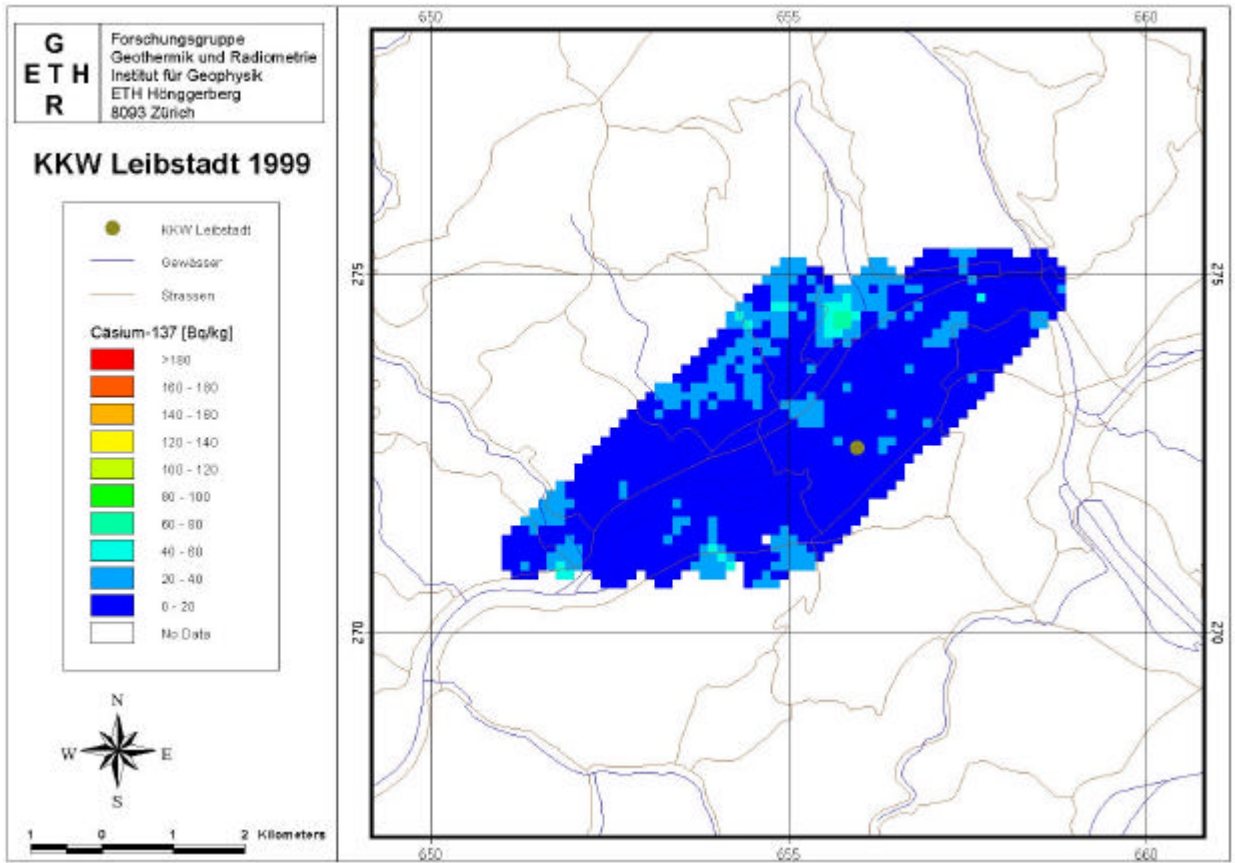 G
E T H
R
Forschungsgruppe
Geothermik und Radiometrie
Institut für Geophysik
ETH Hönggerberg
8093 Zürich
KKW Leibstadt 1999
KKW Leibstadt
Gewässer
Strassen
Cäsium-137 [Bq/kg]
>180
160 - 180
140 - 160
120 - 140
100 - 120
80 - 100
60 - 80
40 - 60
20 - 40
0 - 20
No Data
N
W E
S
1 0 1 2 Kilometers
650 655 660
275 275
270 270
650 655 660